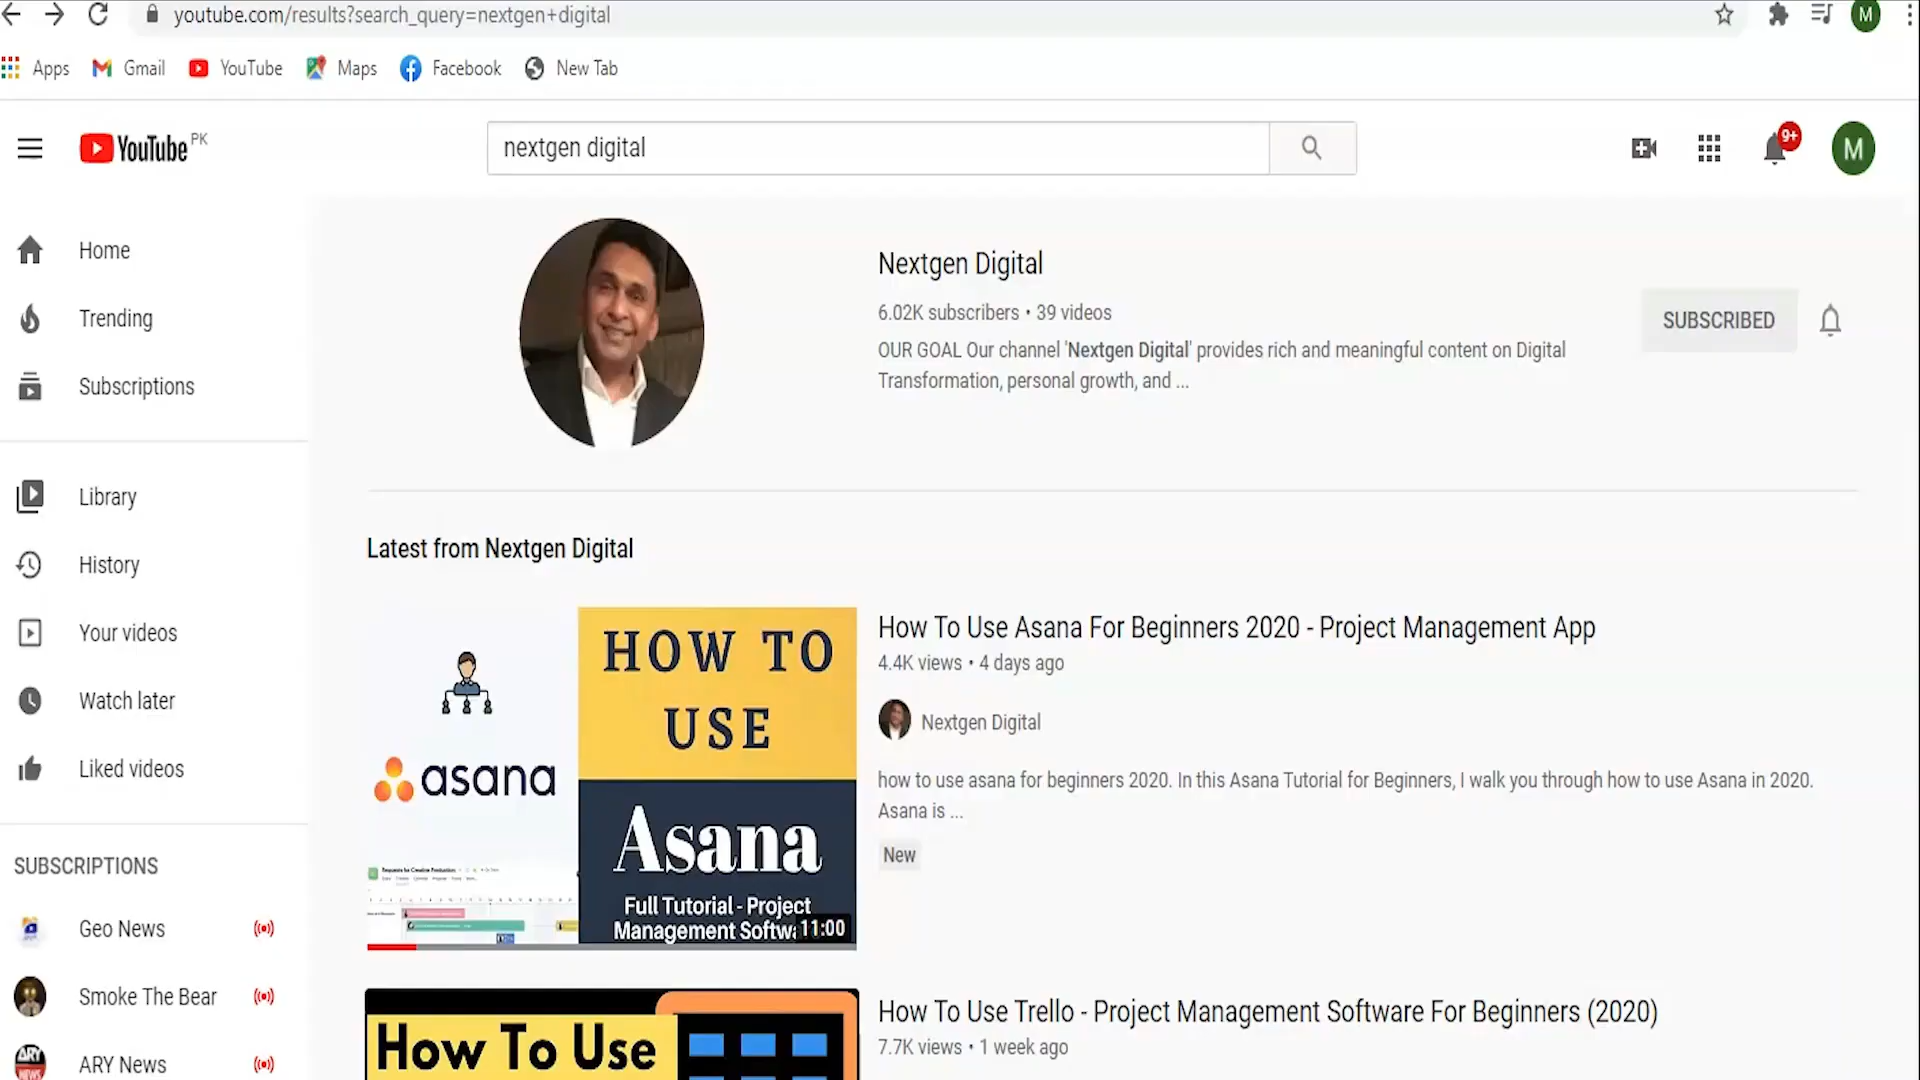 youtube.com/results?search_query=nextgen+digital
M
Apps
Gmail
YouTube
Maps
Facebook
New Tab
YouTube PK
nextgen digital
9+
M
Home
Trending
Subscriptions
Library
History
Your videos
Watch later
Liked videos
SUBSCRIPTIONS
Geo News
Smoke The Bear
ARY News
Nextgen Digital
6.02K subscribers • 39 videos
OUR GOAL Our channel 'Nextgen Digital' provides rich and meaningful content on Digital
Transformation, personal growth, and ...
SUBSCRIBED
Latest from Nextgen Digital
asana
HOW TO
USE
Asana
Full Tutorial - Project
Management Softwa
11:00
How To Use Asana For Beginners 2020 - Project Management App
4.4K views • 4 days ago
Nextgen Digital
how to use asana for beginners 2020. In this Asana Tutorial for Beginners, I walk you through how to use Asana in 2020.
Asana is ...
New
How To Use
How To Use Trello - Project Management Software For Beginners (2020)
7.7K views • 1 week ago